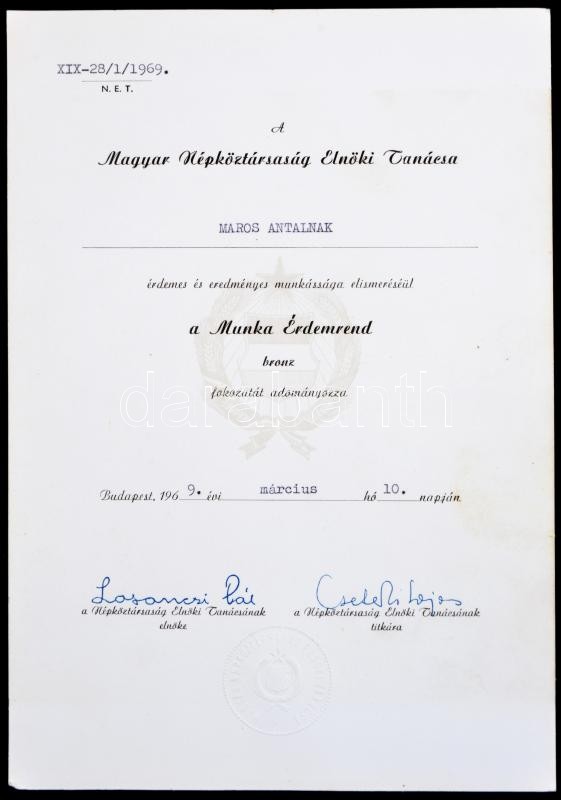 XIX-28/1/1969.
N. E. T.
A
Magyar Népköztársaság Elnöki Tanácsa
MAROS ANTALNAK
érdemes és eredményes munkássága elismeréséül
a Munka Érdemrend
bronz
fokozatát adományozza
darabanth
Budapest, 196 9. évi március hó 10. napján
Losonczi Pál Cseterki Lajos
a Népköztársaság Elnöki Tanácsának a Népköztársaság Elnöki Tanácsának
elnöke titkára